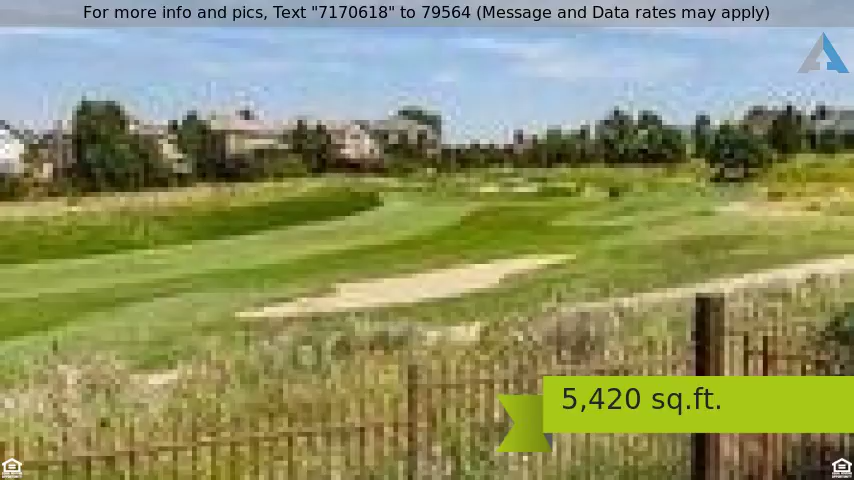 For more info and pics, Text "7170618" to 79564 (Message and Data rates may apply)
5,420 sq.ft.